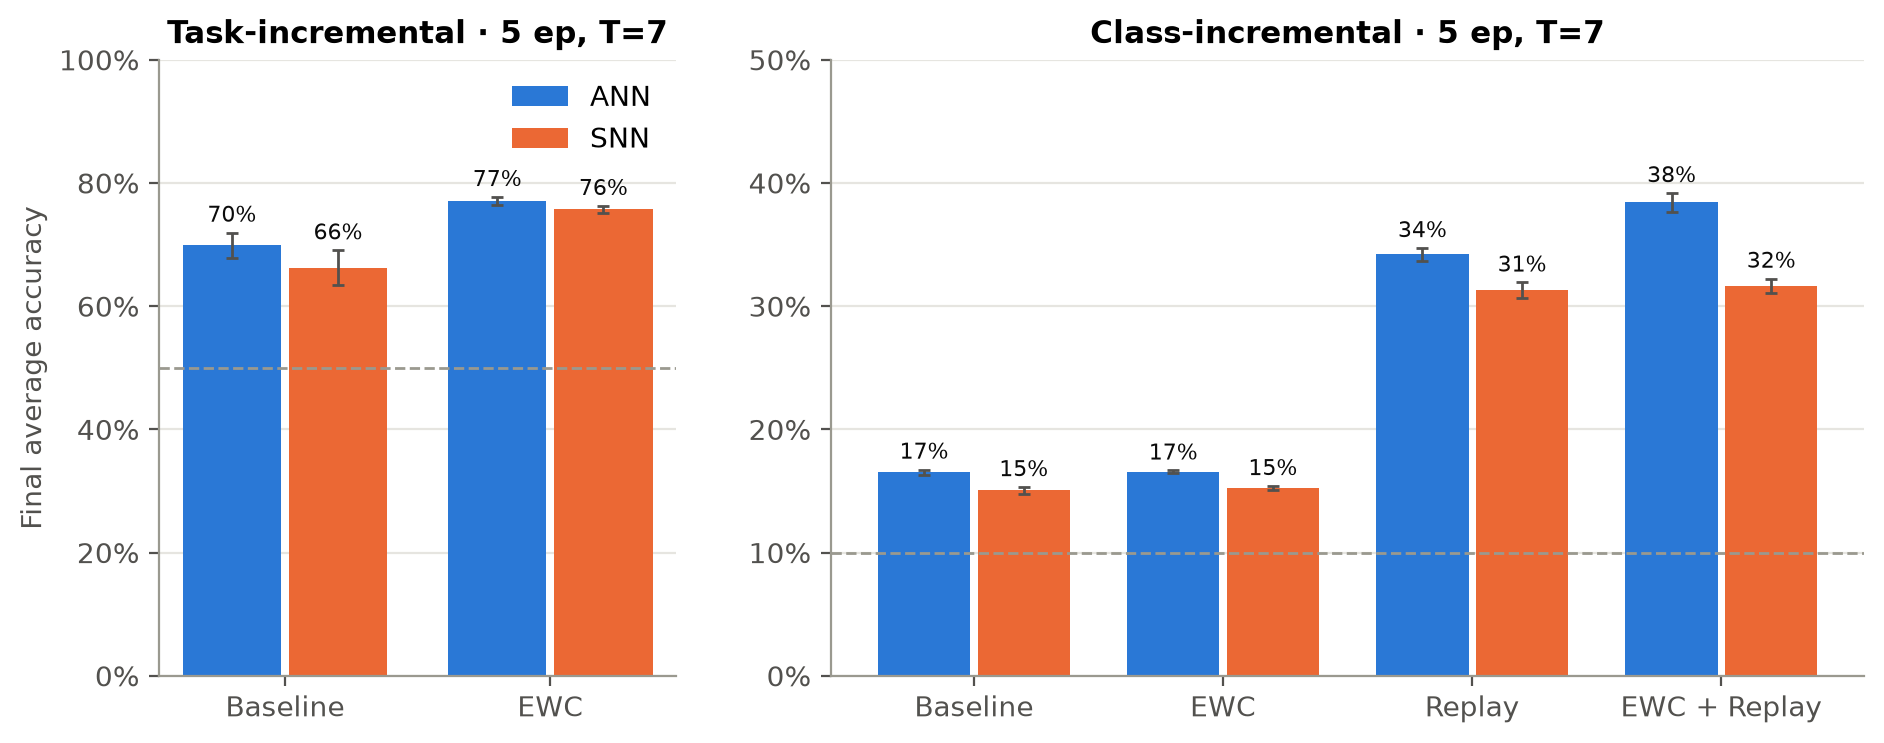 Task-incremental · 5 ep, T=7
Final average accuracy
100%
80%
60%
40%
20%
0%
ANN
SNN
70%
66%
77%
76%
Baseline
EWC
Class-incremental · 5 ep, T=7
50%
40%
30%
20%
10%
0%
17%
15%
17%
15%
34%
31%
38%
32%
Baseline
EWC
Replay
EWC + Replay